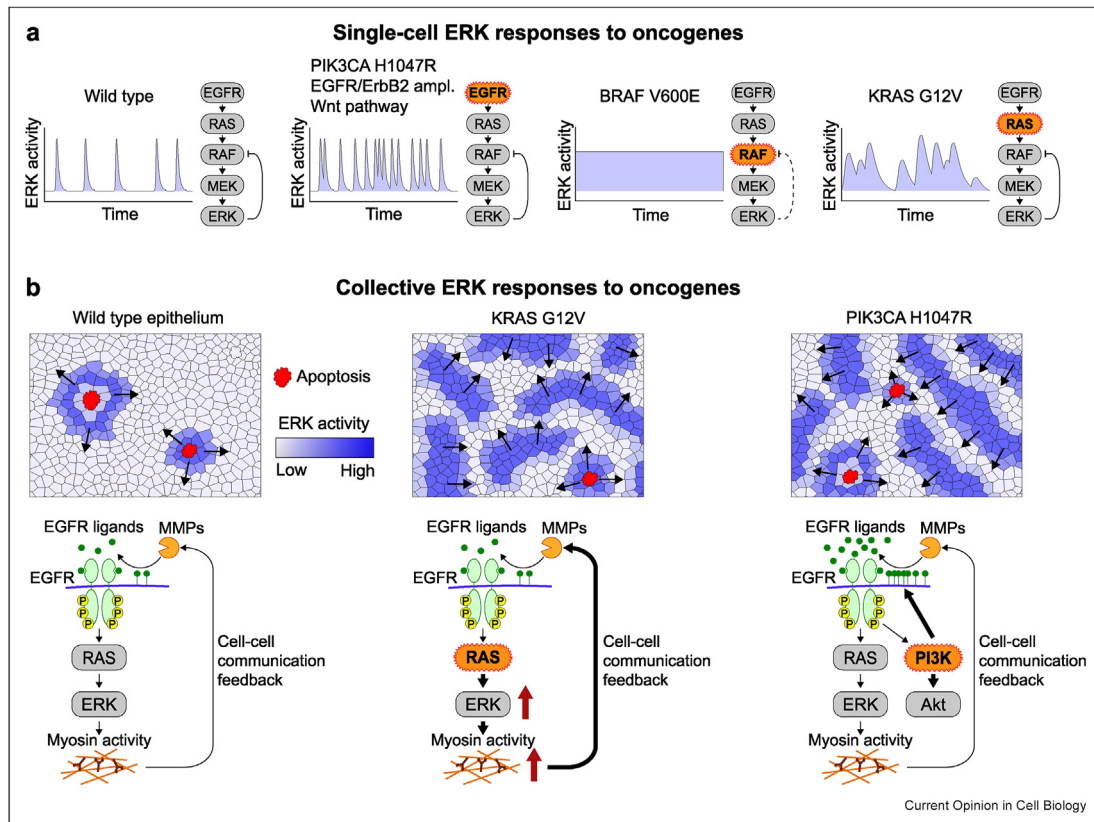 a
Single-cell ERK responses to oncogenes
Wild type
ERK activity
Time
EGFR
RAS
RAF
MEK
ERK
PIK3CA H1047R
EGFR/ErbB2 ampl.
Wnt pathway
ERK activity
Time
EGFR
RAS
RAF
MEK
ERK
BRAF V600E
ERK activity
Time
EGFR
RAS
RAF
MEK
ERK
KRAS G12V
ERK activity
Time
EGFR
RAS
RAF
MEK
ERK
b
Collective ERK responses to oncogenes
Wild type epithelium
Apoptosis
ERK activity
Low High
KRAS G12V
PIK3CA H1047R
EGFR ligands
MMPs
EGFR
P P
P P
P P
RAS
ERK
Myosin activity
Cell-cell
communication
feedback
EGFR ligands
MMPs
EGFR
P P
P P
P P
RAS
ERK
Myosin activity
Cell-cell
communication
feedback
EGFR ligands
MMPs
EGFR
P P
P P
P P
RAS
PI3K
ERK
Akt
Myosin activity
Cell-cell
communication
feedback
Current Opinion in Cell Biology